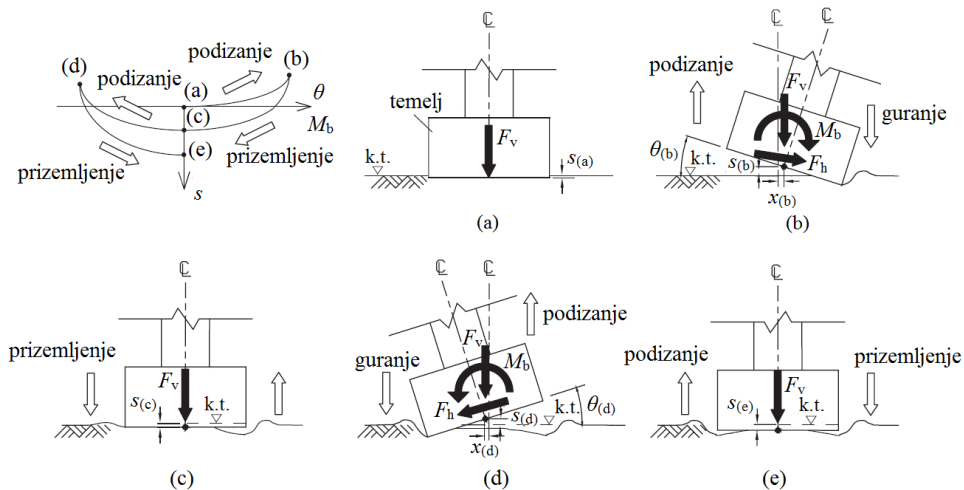 (d)
podizanje
(b)
podizanje
(a)
θ
(c)
M_b
(e)
prizemljenje
prizemljenje
s
℄
temelj
F_v
k.t.
s_(a)
(a)
℄
℄
podizanje
F_v
guranje
M_b
θ_(b)
k.t.
s_(b)
F_h
x_(b)
(b)
℄
prizemljenje
F_v
s_(c)
k.t.
(c)
℄
℄
podizanje
F_v
guranje
M_b
F_h
s_(d)
k.t.
θ_(d)
x_(d)
(d)
℄
podizanje
prizemljenje
F_v
s_(e)
k.t.
(e)